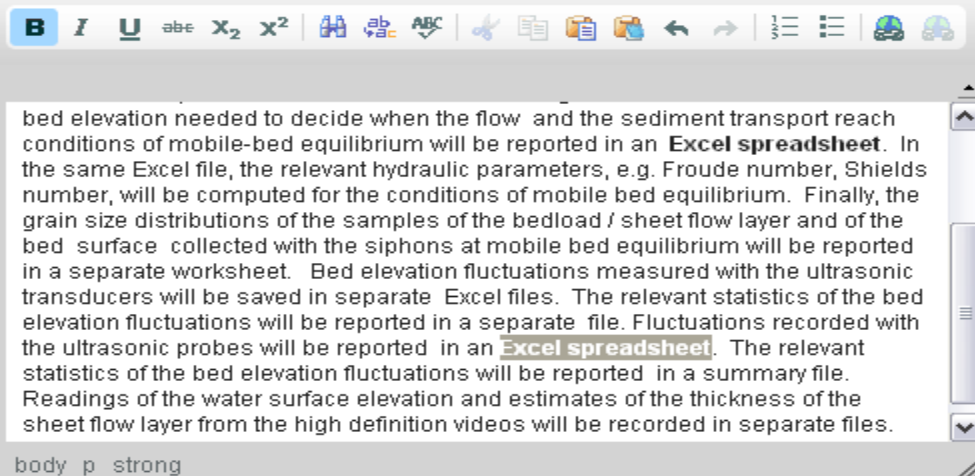 B I U abc X2 X2 ab ac ABC
bed elevation needed to decide when the flow and the sediment transport reach
conditions of mobile-bed equilibrium will be reported in an Excel spreadsheet. In
the same Excel file, the relevant hydraulic parameters, e.g. Froude number, Shields
number, will be computed for the conditions of mobile bed equilibrium. Finally, the
grain size distributions of the samples of the bedload / sheet flow layer and of the
bed surface collected with the siphons at mobile bed equilibrium will be reported
in a separate worksheet. Bed elevation fluctuations measured with the ultrasonic
transducers will be saved in separate Excel files. The relevant statistics of the bed
elevation fluctuations will be reported in a separate file. Fluctuations recorded with
the ultrasonic probes will be reported in an Excel spreadsheet. The relevant
statistics of the bed elevation fluctuations will be reported in a summary file.
Readings of the water surface elevation and estimates of the thickness of the
sheet flow layer from the high definition videos will be recorded in separate files.
body p strong